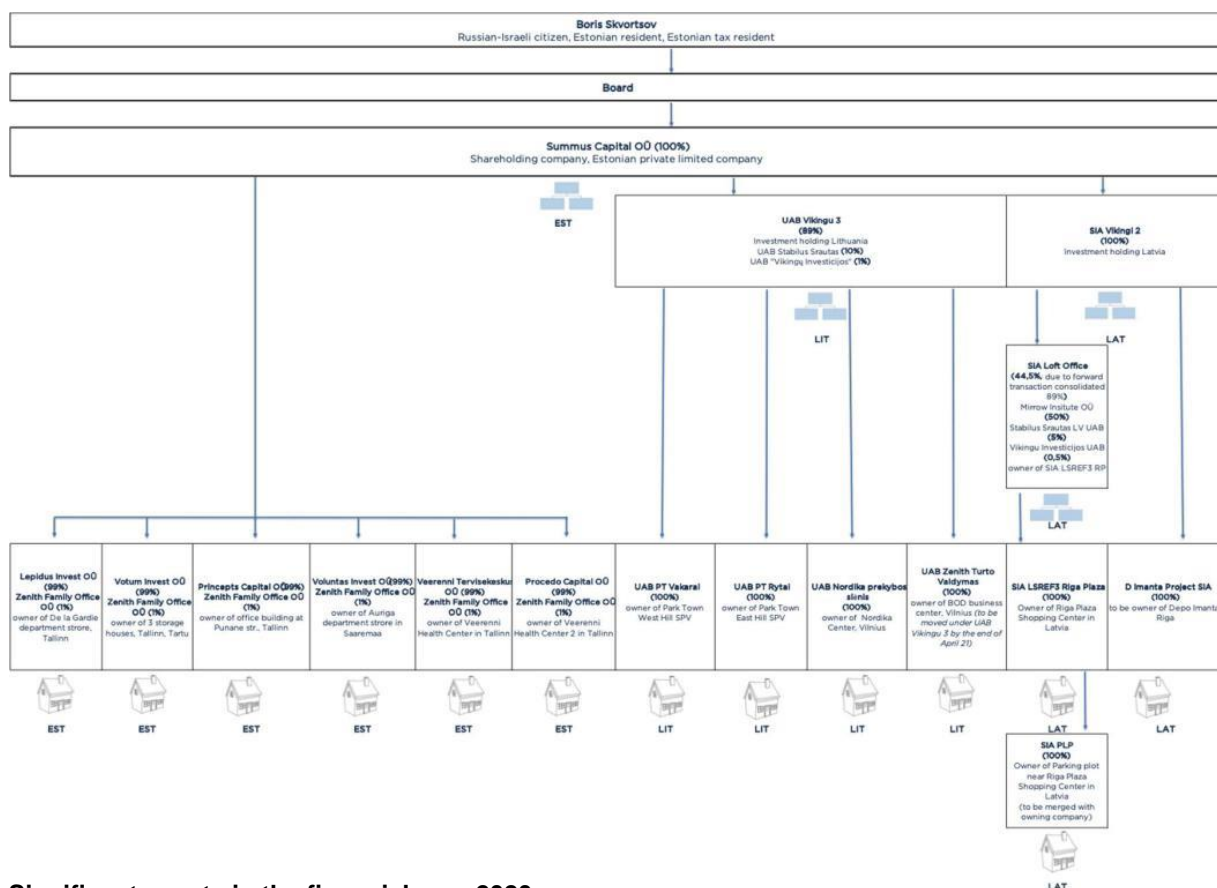 Boris Skvortsov
Russian-Israeli citizen, Estonian resident, Estonian tax resident
Board
Summus Capital OÜ (100%)
Shareholding company, Estonian private limited company
EST
UAB Vikingu 3
(89%)
Investment holding Lithuania
UAB Stabilus Srautas (10%)
UAB "Vikingų Investicijos" (1%)
SIA Vikingi 2
(100%)
Investment holding Latvia
LIT
LAT
SIA Loft Office
(44,5%, due to forward
transaction consolidated
89%)
Mirrow Insitute OÜ
(50%)
Stabilus Srautas LV UAB
(5%)
Vikingu Investicijos UAB
(0,5%)
owner of SIA LSREF3 RP
LAT
Lepidus Invest OÜ
(99%)
Zenith Family Office
OÜ (1%)
owner of De la Gardie
department strore,
Tallinn
Votum Invest OÜ
(99%)
Zenith Family Office
OÜ (1%)
owner of 3 storage
houses, Tallinn, Tartu
Princepts Capital OÜ(99%)
Zenith Family Office OÜ
(1%)
owner of office building at
Punane str., Tallinn
Voluntas Invest OÜ(99%)
Zenith Family Office OÜ
(1%)
owner of Auriga
department strore in
Saaremaa
Veerenni Tervisekesku
OÜ (99%)
Zenith Family Office
OÜ (1%)
owner of Veerenni
Health Center in Tallinn
Procedo Capital OÜ
(99%)
Zenith Family Office
OÜ (1%)
owner of Veerenni
Health Center 2 in Tallinn
UAB PT Vakarai
(100%)
owner of Park Town
West Hill SPV
UAB PT Rytai
(100%)
owner of Park Town
East Hill SPV
UAB Nordika prekybos
slinis
(100%)
owner of Nordika
Center, Vilnius
UAB Zenith Turto
Valdymas
(100%)
owner of BOD business
center, Vilnius (to be
moved under UAB
Vikingu 3 by the end of
April 21)
SIA LSREF3 Riga Plaza
(100%)
Owner of Riga Plaza
Shopping Center in
Latvia
D Imanta Project SIA
(100%)
to be owner of Depo Imanta
Riga
EST
EST
EST
EST
EST
EST
LIT
LIT
LIT
LIT
LAT
LAT
SIA PLP
(100%)
Owner of Parking plot
near Riga Plaza
Shopping Center in
Latvia
(to be merged with
owning company)
LAT